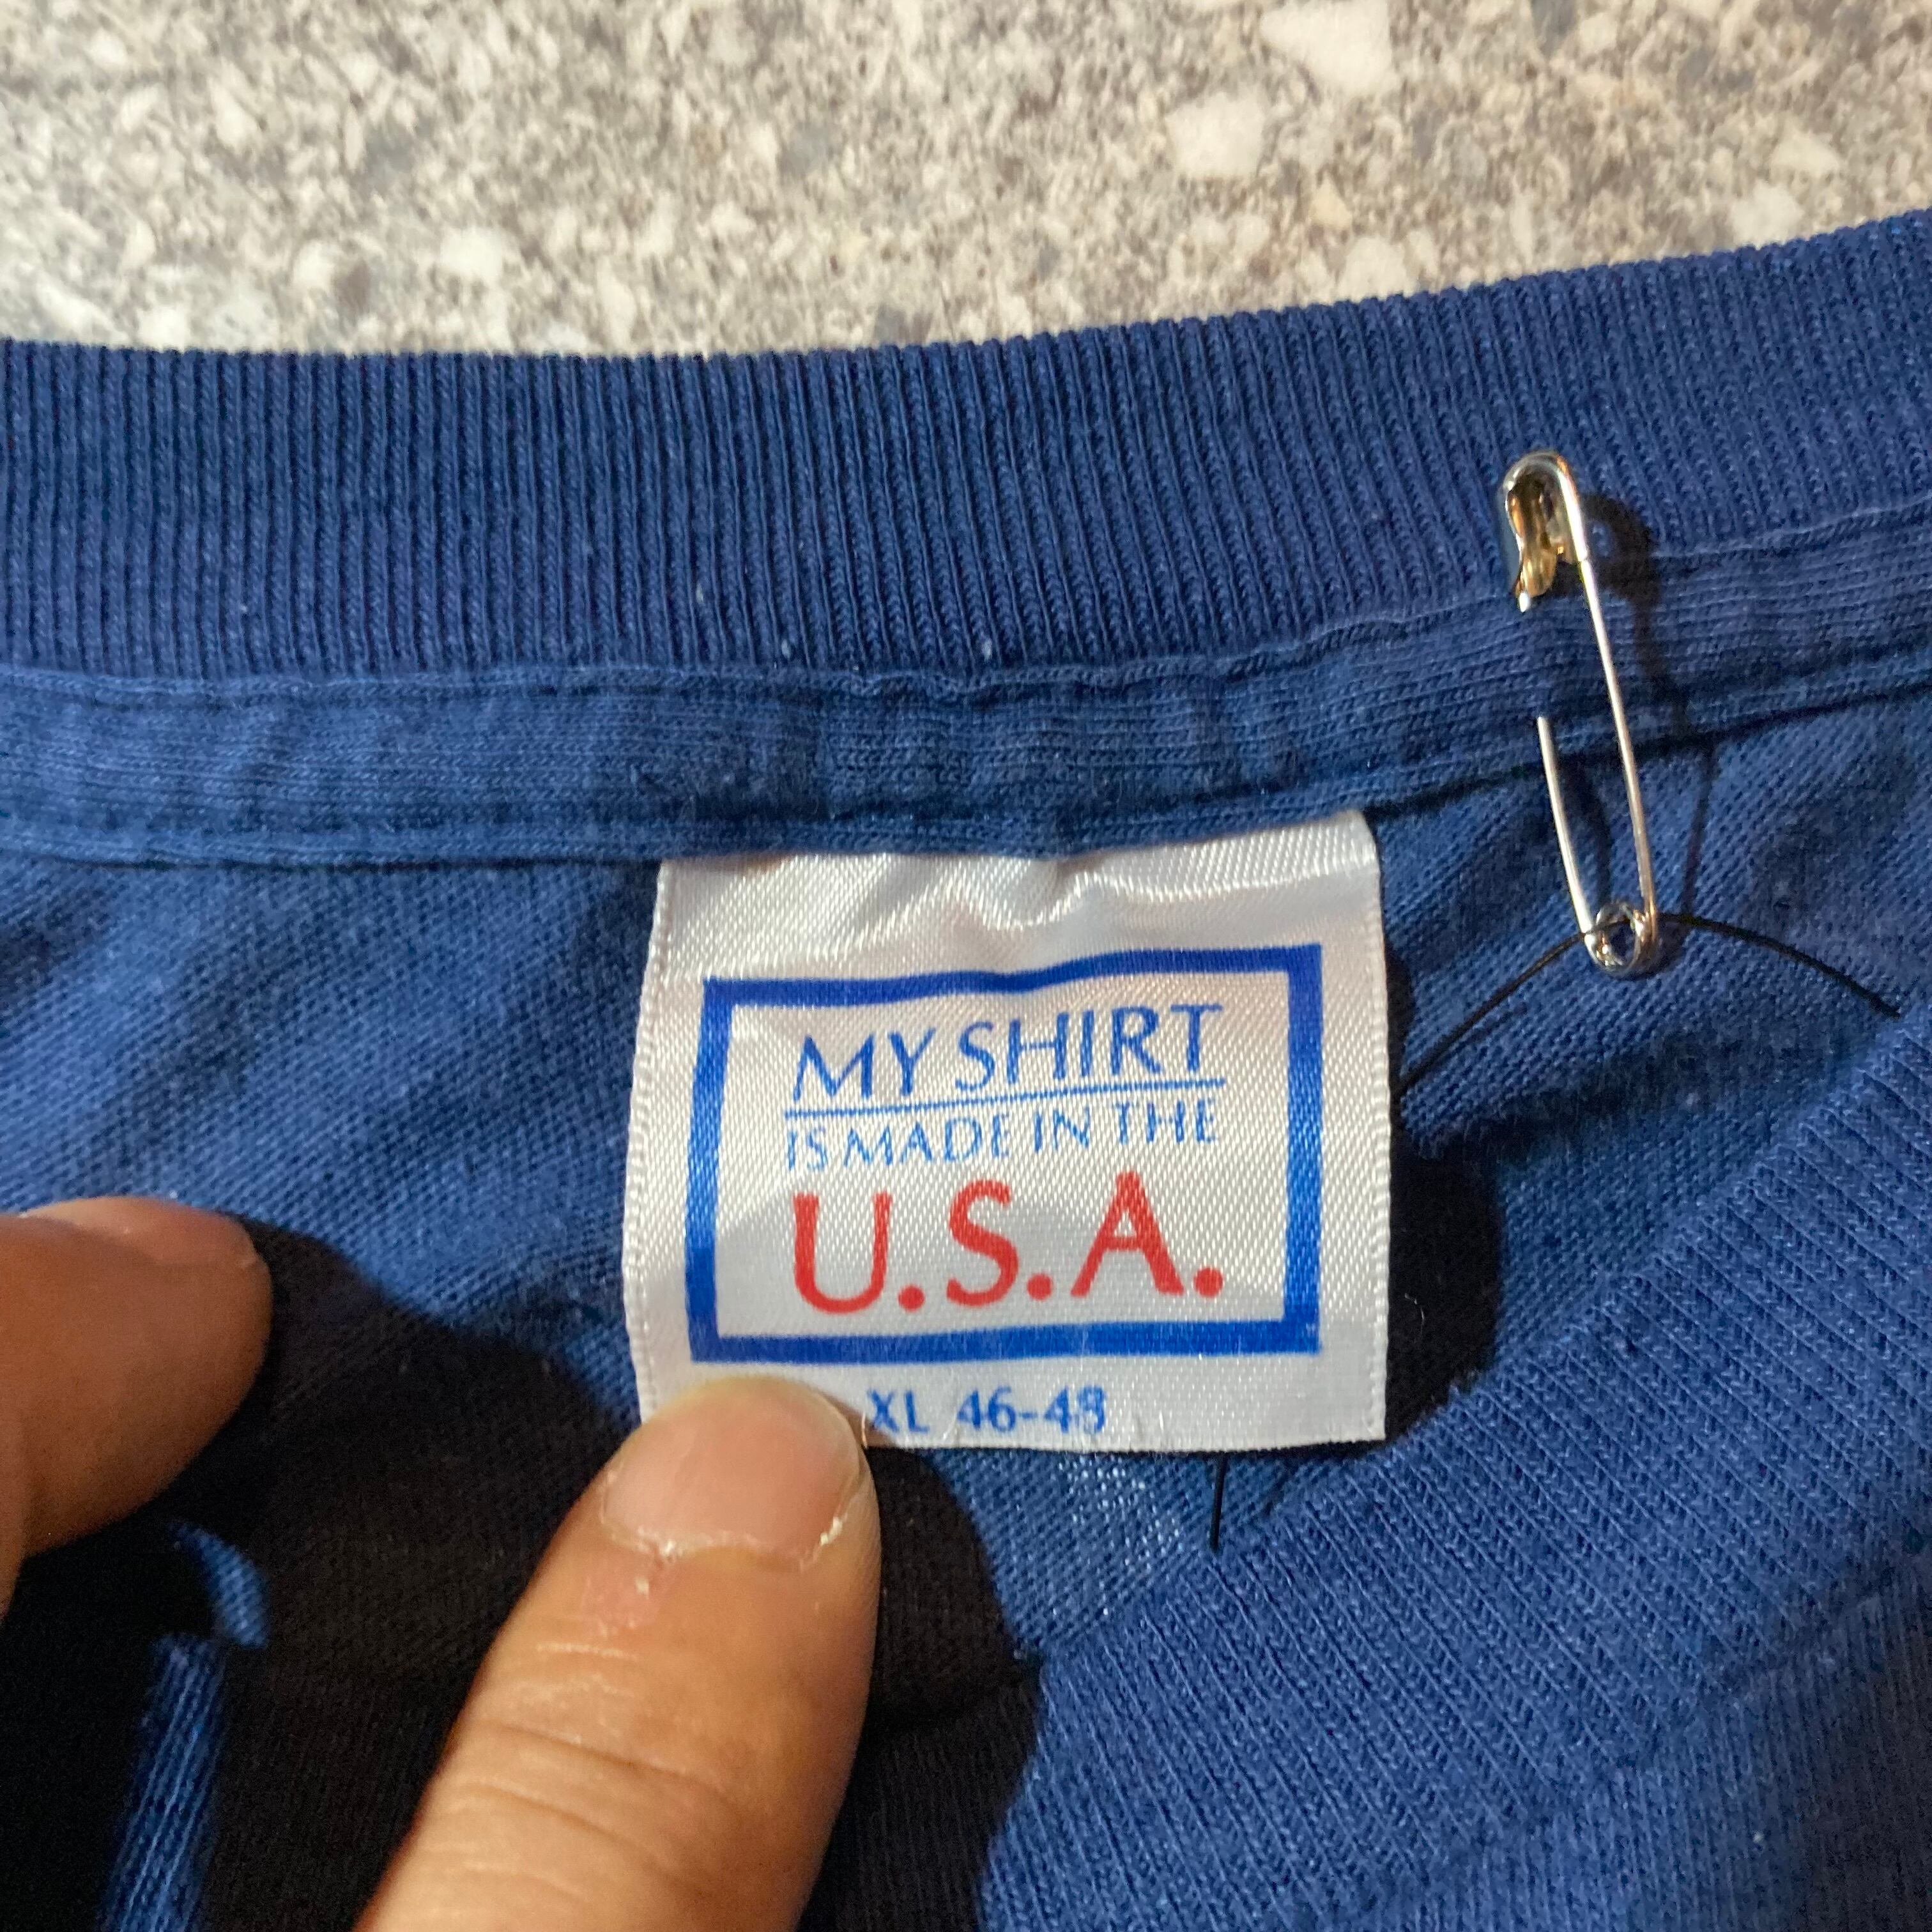 MY SHIRT
IS MADE IN THE
U.S.A.
XL 46-48